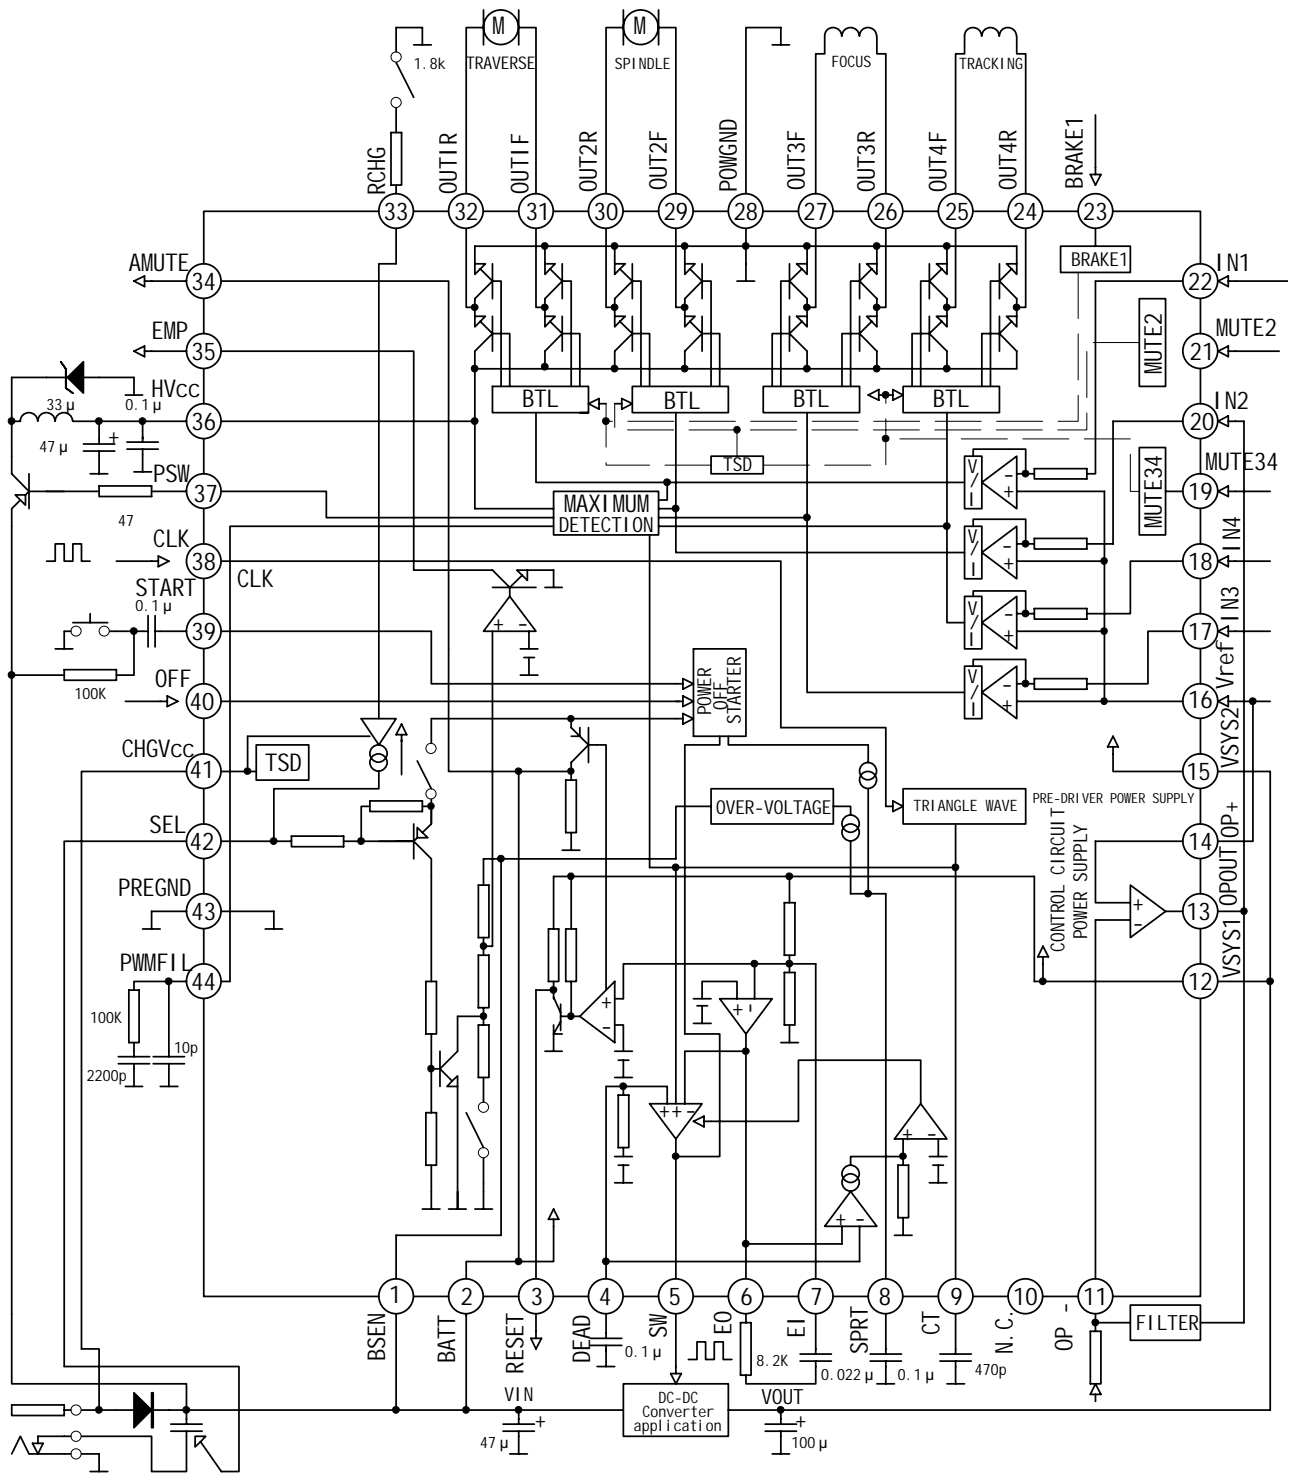 M
M
1.8k
TRAVERSE
SPINDLE
FOCUS
TRACKING
RCHG
OUT1R
OUT1F
OUT2R
OUT2F
POWGND
OUT3F
OUT3R
OUT4F
OUT4R
BRAKE1
33
32
31
30
29
28
27
26
25
24
23
AMUTE
34
BRAKE1
22
IN1
EMP
35
MUTE2
21
MUTE2
33μ
0.1μ
HVcc
36
47μ
BTL
BTL
BTL
BTL
20
IN2
PSW
37
47
TSD
MUTE34
19
MUTE34
MAXIMUM
DETECTION
V/I
- +
CLK
38
CLK
V/I
- +
18
IN4
START
0.1μ
39
+ -
V/I
- +
17
IN3
100K
OFF
40
POWER
OFF
STARTER
V/I
- +
16
Vref
CHGVcc
41
TSD
15
VSYS2
OVER-VOLTAGE
TRIANGLE WAVE
PRE-DRIVER POWER SUPPLY
SEL
42
14
OP+
CONTROL CIRCUIT
POWER SUPPLY
PREGND
43
+ -
13
OPOUT
PWMFIL
44
12
VSYS1
100K
10p
2200p
+ -
+ -
++-
+ -
+ -
1
2
3
4
5
6
7
8
9
10
11
BSEN
BATT
RESET
DEAD
SW
EO
EI
SPRT
CT
N.C.
OP -
FILTER
0.1μ
8.2K
0.022μ
0.1μ
470p
VIN
DC-DC
Converter
application
VOUT
+
47μ
+
100μ